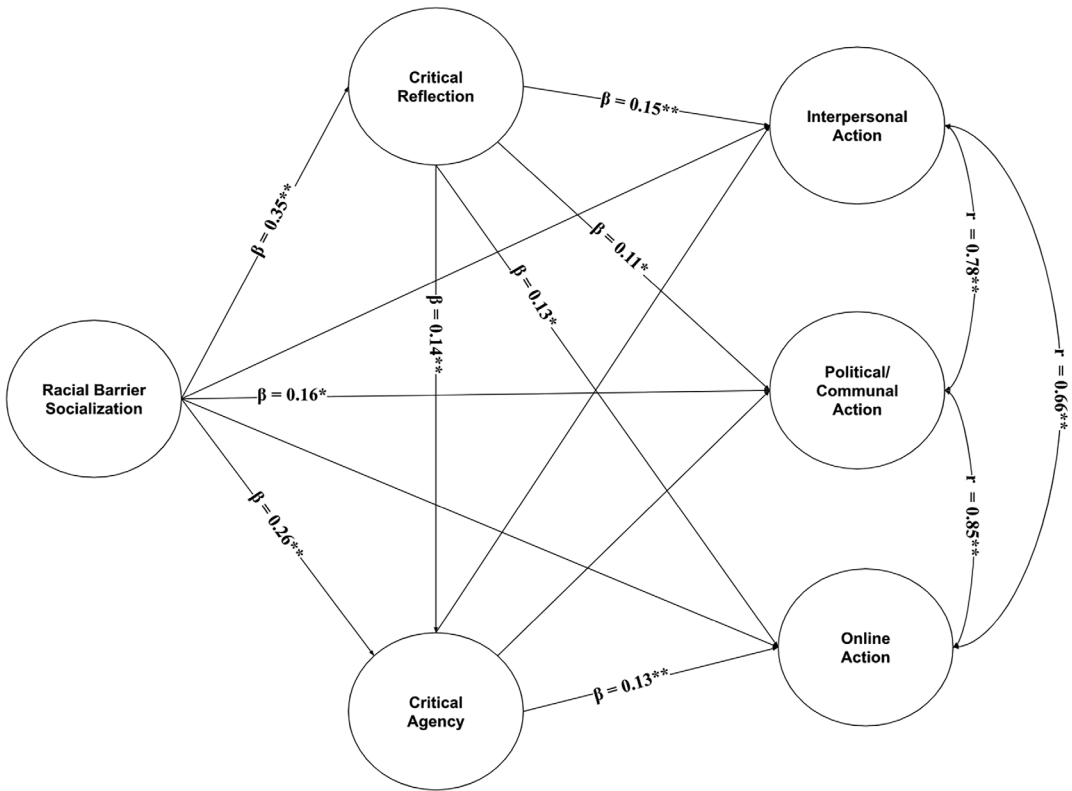 Critical
Reflection
Interpersonal
Action
β = 0.15**
β = 0.35**
β = 0.11*
r = 0.78**
β = 0.13*
β = 0.14**
Racial Barrier
Socialization
β = 0.16*
Political/
Communal
Action
r = 0.66**
β = 0.26**
r = 0.85**
Online
Action
β = 0.13**
Critical
Agency